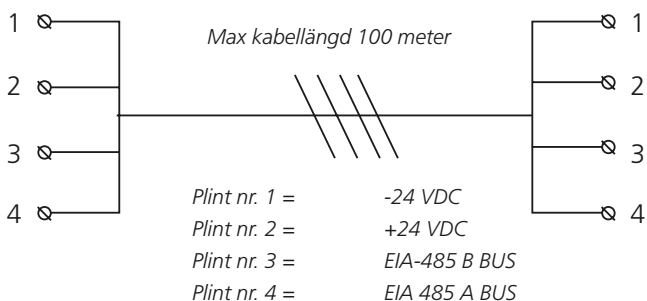 1 Max kabellängd 100 meter 1
2 2
3 3
4 4
Plint nr. 1 = -24 VDC
Plint nr. 2 = +24 VDC
Plint nr. 3 = EIA-485 B BUS
Plint nr. 4 = EIA 485 A BUS